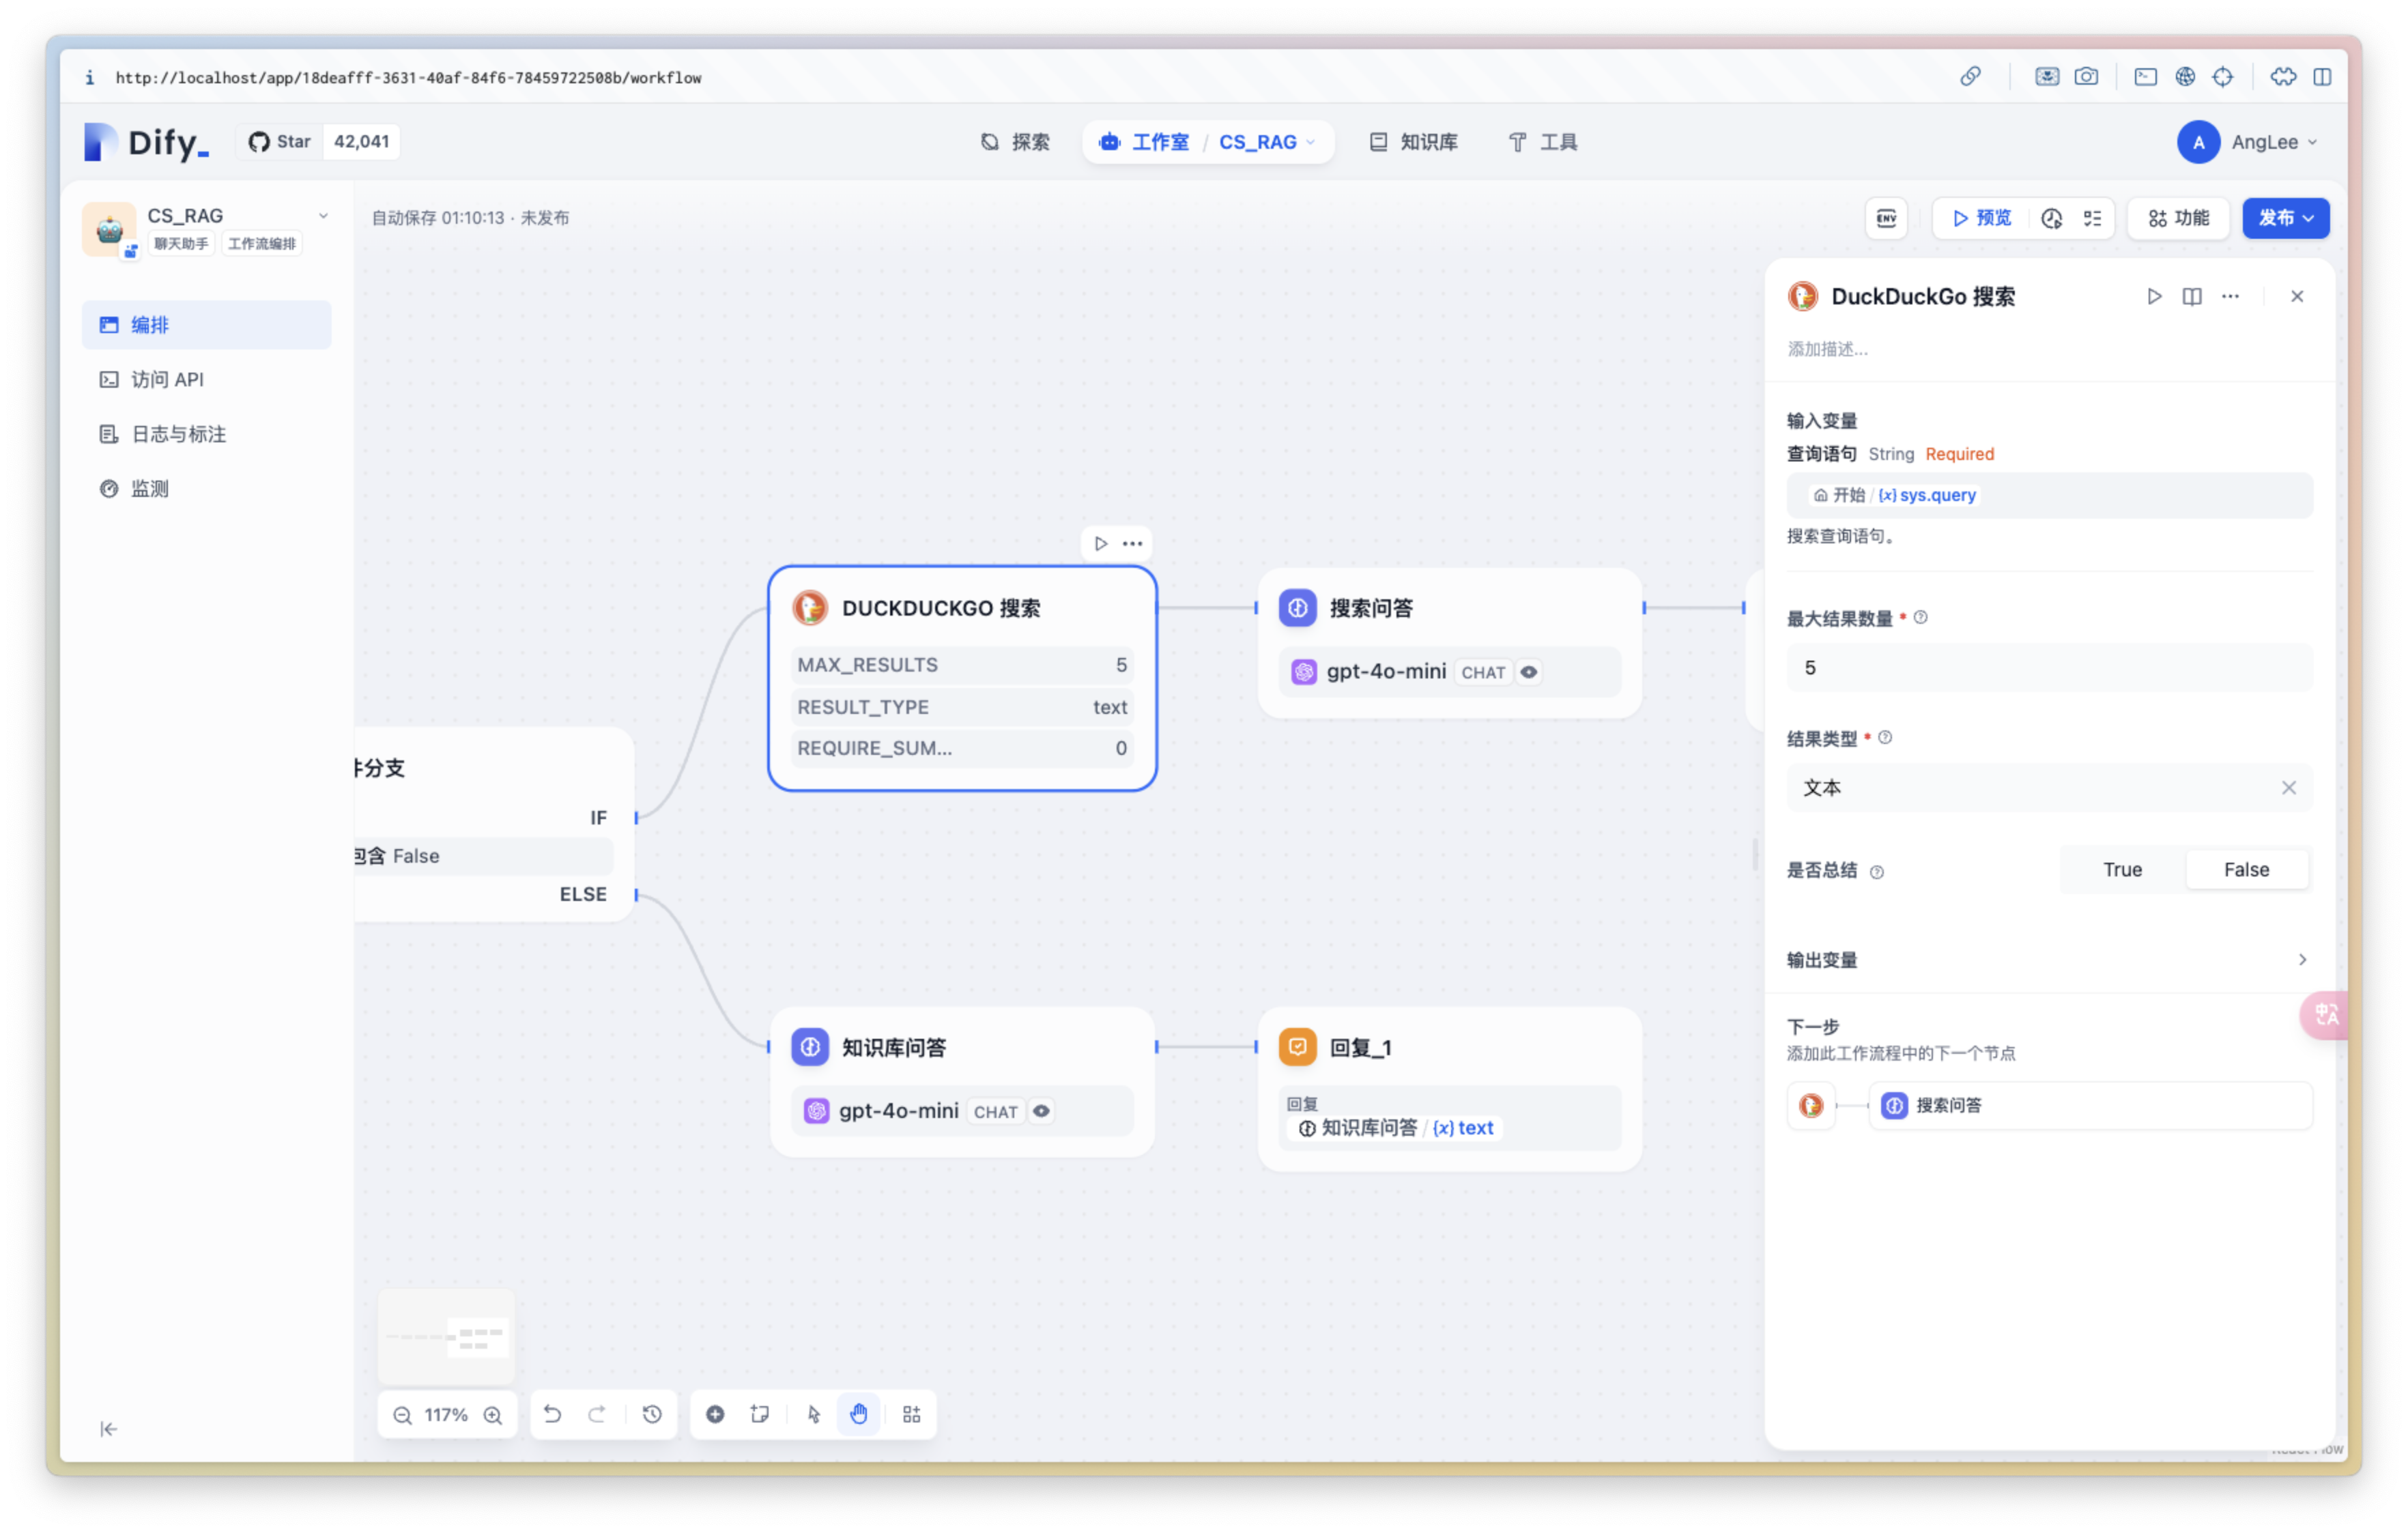 http://localhost/app/18deafff-3631-40af-84f6-78459722508b/workflow
Dify_
Star 42,041
探索
工作室 / CS_RAG
知识库
工具
A AngLee
CS_RAG
聊天助手 工作流编排
编排
访问 API
日志与标注
监测
自动保存 01:10:13 · 未发布
ENV
预览
功能
发布
分支
IF
包含 False
ELSE
DUCKDUCKGO 搜索
MAX_RESULTS 5
RESULT_TYPE text
REQUIRE_SUM... 0
搜索问答
gpt-4o-mini CHAT
知识库问答
gpt-4o-mini CHAT
回复_1
回复
知识库问答 / {x} text
117%
DuckDuckGo 搜索
添加描述...
输入变量
查询语句 String Required
开始 / {x} sys.query
搜索查询语句。
最大结果数量 *
5
结果类型 *
文本
是否总结 True False
输出变量
下一步
添加此工作流程中的下一个节点
搜索问答